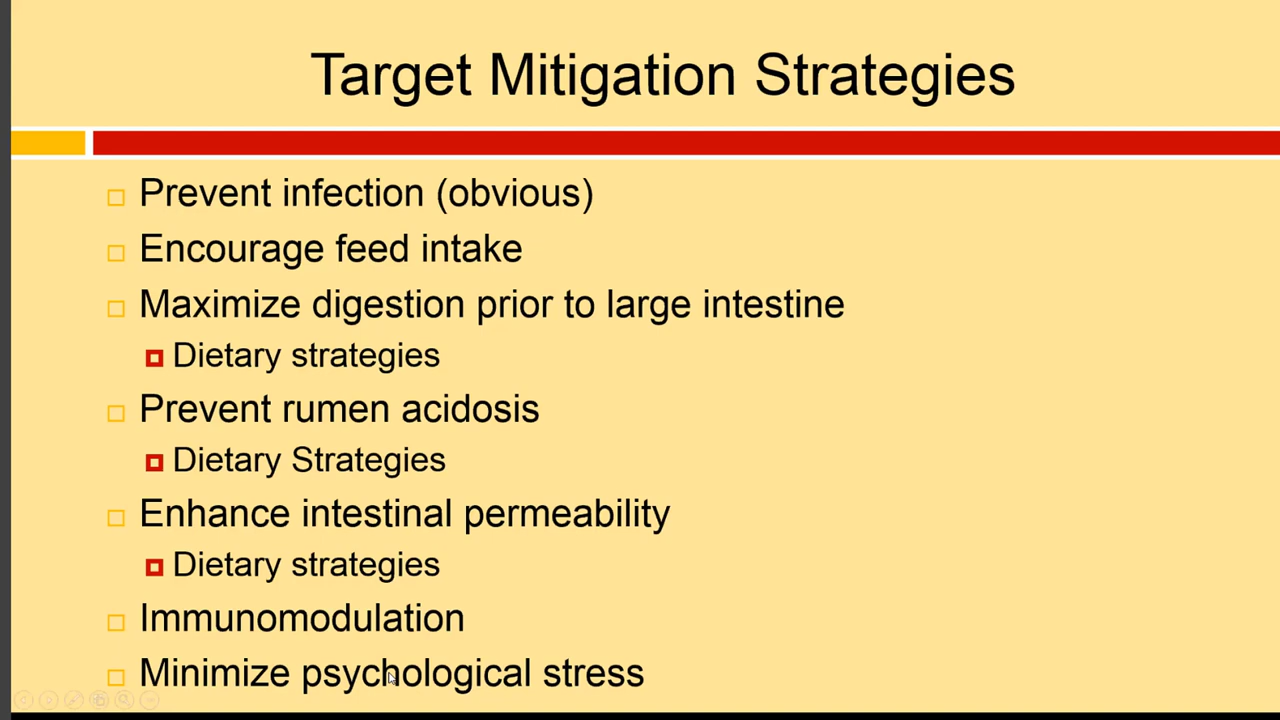 Target Mitigation Strategies
Prevent infection (obvious)
Encourage feed intake
Maximize digestion prior to large intestine
Dietary strategies
Prevent rumen acidosis
Dietary Strategies
Enhance intestinal permeability
Dietary strategies
Immunomodulation
Minimize psychological stress